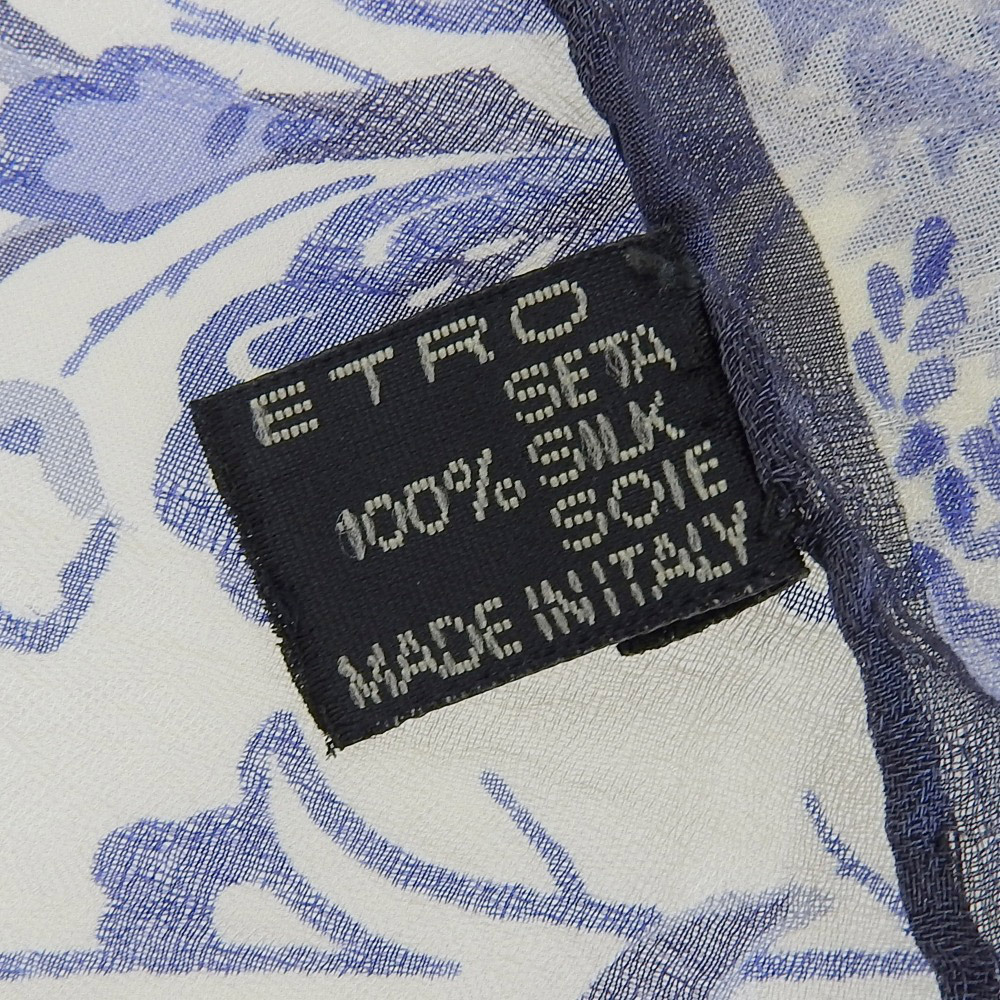 ETRO
SETA
100% SILK
SOIE
MADE IN ITALY